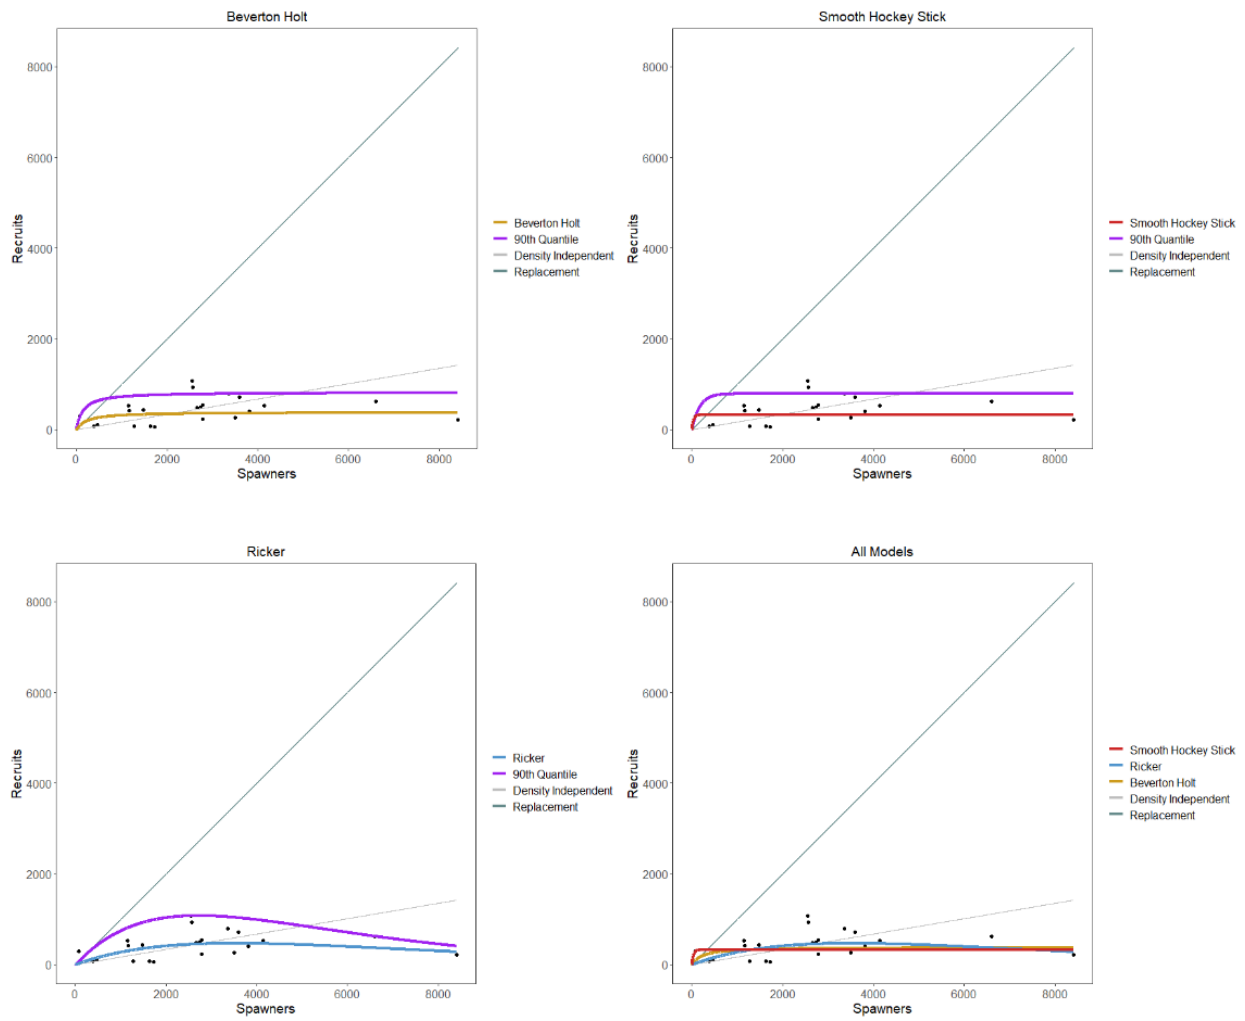 Beverton Holt
Recruits
8000
6000
4000
2000
0
0 2000 4000 6000 8000
Spawners
Beverton Holt
90th Quantile
Density Independent
Replacement
Smooth Hockey Stick
Recruits
8000
6000
4000
2000
0
0 2000 4000 6000 8000
Spawners
Smooth Hockey Stick
90th Quantile
Density Independent
Replacement
Ricker
Recruits
8000
6000
4000
2000
0
0 2000 4000 6000 8000
Spawners
Ricker
90th Quantile
Density Independent
Replacement
All Models
Recruits
8000
6000
4000
2000
0
0 2000 4000 6000 8000
Spawners
Smooth Hockey Stick
Ricker
Beverton Holt
Density Independent
Replacement